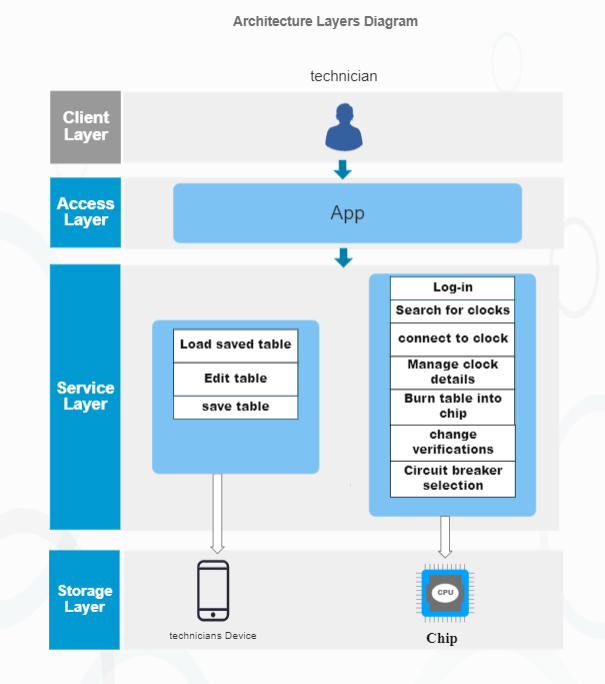 Architecture Layers Diagram
technician
Client
Layer
Access
Layer
App
Service
Layer
Load saved table
Edit table
save table
Log-in
Search for clocks
connect to clock
Manage clock
details
Burn table into
chip
change
verifications
Circuit breaker
selection
Storage
Layer
technicians Device
CPU
Chip